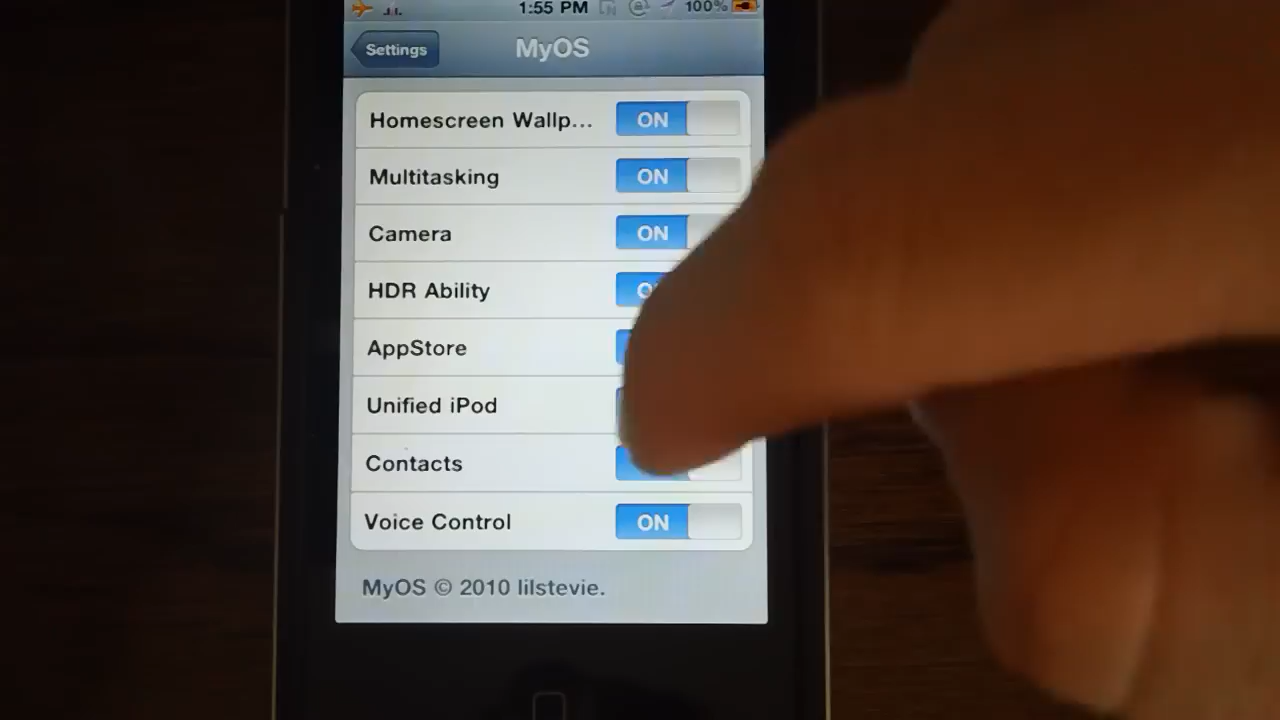 1:55 PM 100%
Settings MyOS
Homescreen Wallp... ON
Multitasking ON
Camera ON
HDR Ability
AppStore
Unified iPod
Contacts
Voice Control ON
MyOS © 2010 lilstevie.